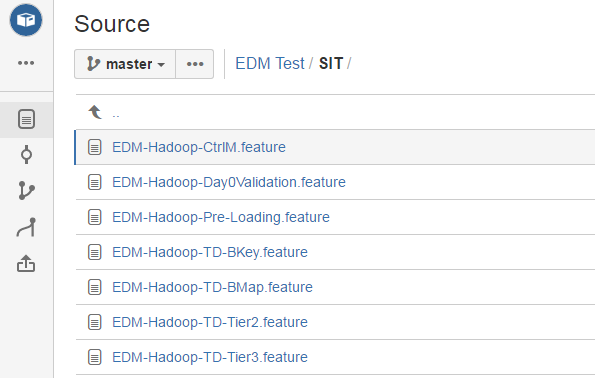 Source
master ••• EDM Test / SIT /
..
EDM-Hadoop-CtrlM.feature
EDM-Hadoop-Day0Validation.feature
EDM-Hadoop-Pre-Loading.feature
EDM-Hadoop-TD-BKey.feature
EDM-Hadoop-TD-BMap.feature
EDM-Hadoop-TD-Tier2.feature
EDM-Hadoop-TD-Tier3.feature